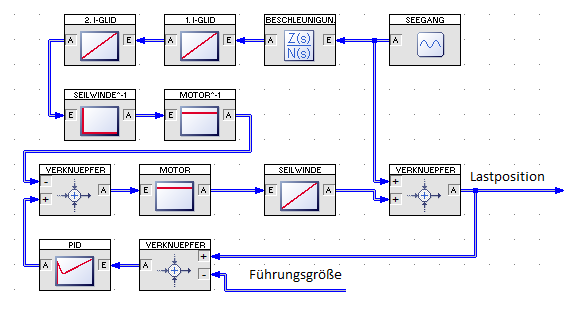 2. I-GLID
1. I-GLID
BESCHLEUNIGUN.
SEEGANG
A E
A E
A Z(s) E
N(s)
A
SEILWINDE^-1
MOTOR^-1
E A
E A
VERKNUEPFER
MOTOR
SEILWINDE
VERKNUEPFER
Lastposition
- A
+
E A
E A
+ A
+
PID
VERKNUEPFER
A E
A +
-
Führungsgröße